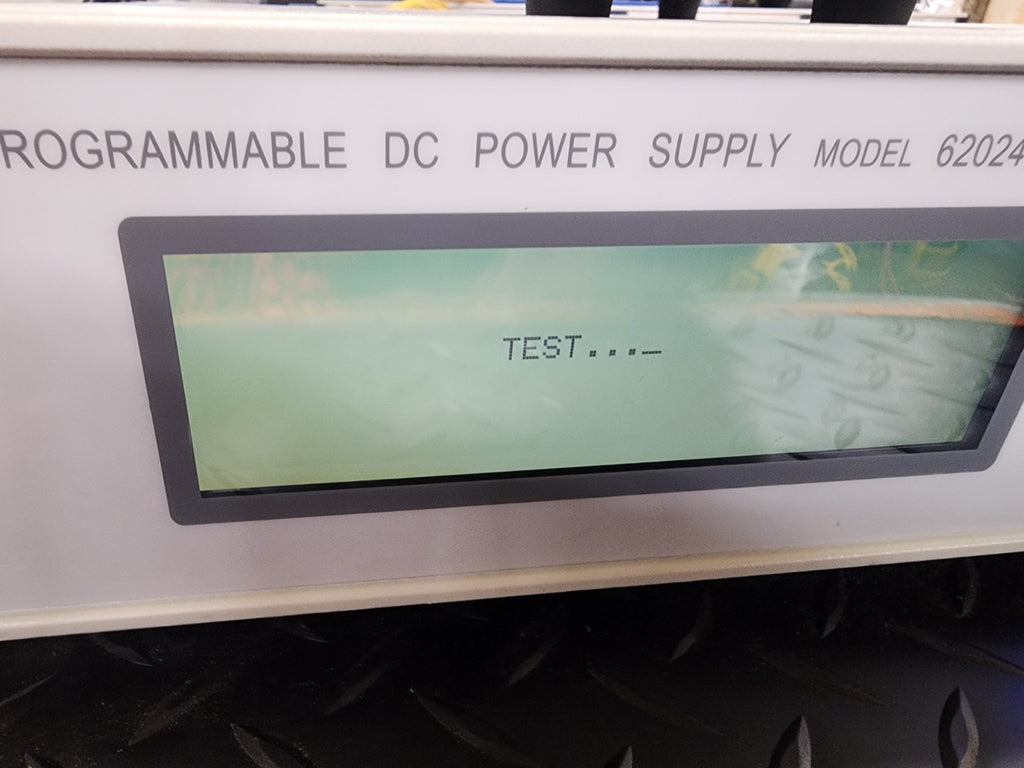 ROGRAMMABLE DC POWER SUPPLY MODEL 62024
TEST..._